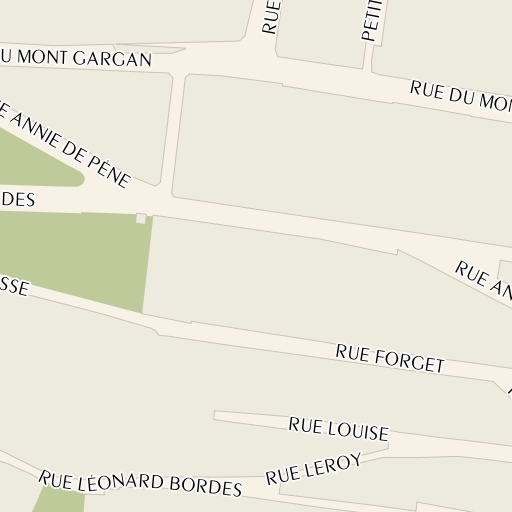 RUE
PETIT
U MONT GARGAN
RUE DU MON
E ANNIE DE PÈNE
DES
RUE AN
SSE
RUE FORGET
RUE LOUISE
RUE LEROY
RUE LÉONARD BORDES